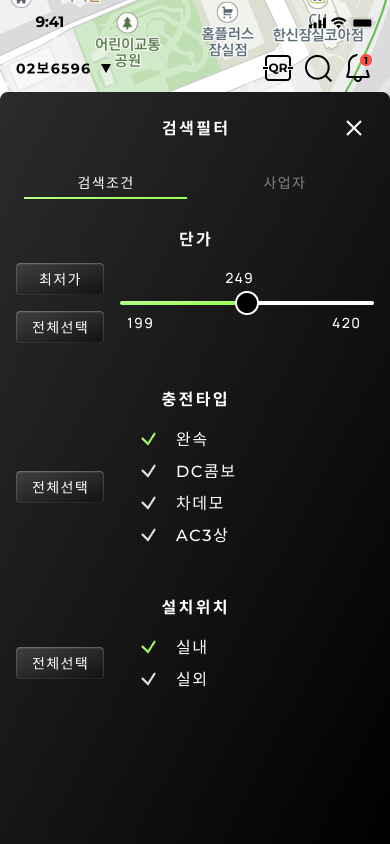 9:41
어린이교통
공원
홈플러스
잠실점
한신잠실코아점
02보6596
QR
1
검색필터
검색조건
사업자
단가
최저가
249
전체선택
199
420
충전타입
완속
DC콤보
전체선택
차데모
AC3상
설치위치
실내
전체선택
실외